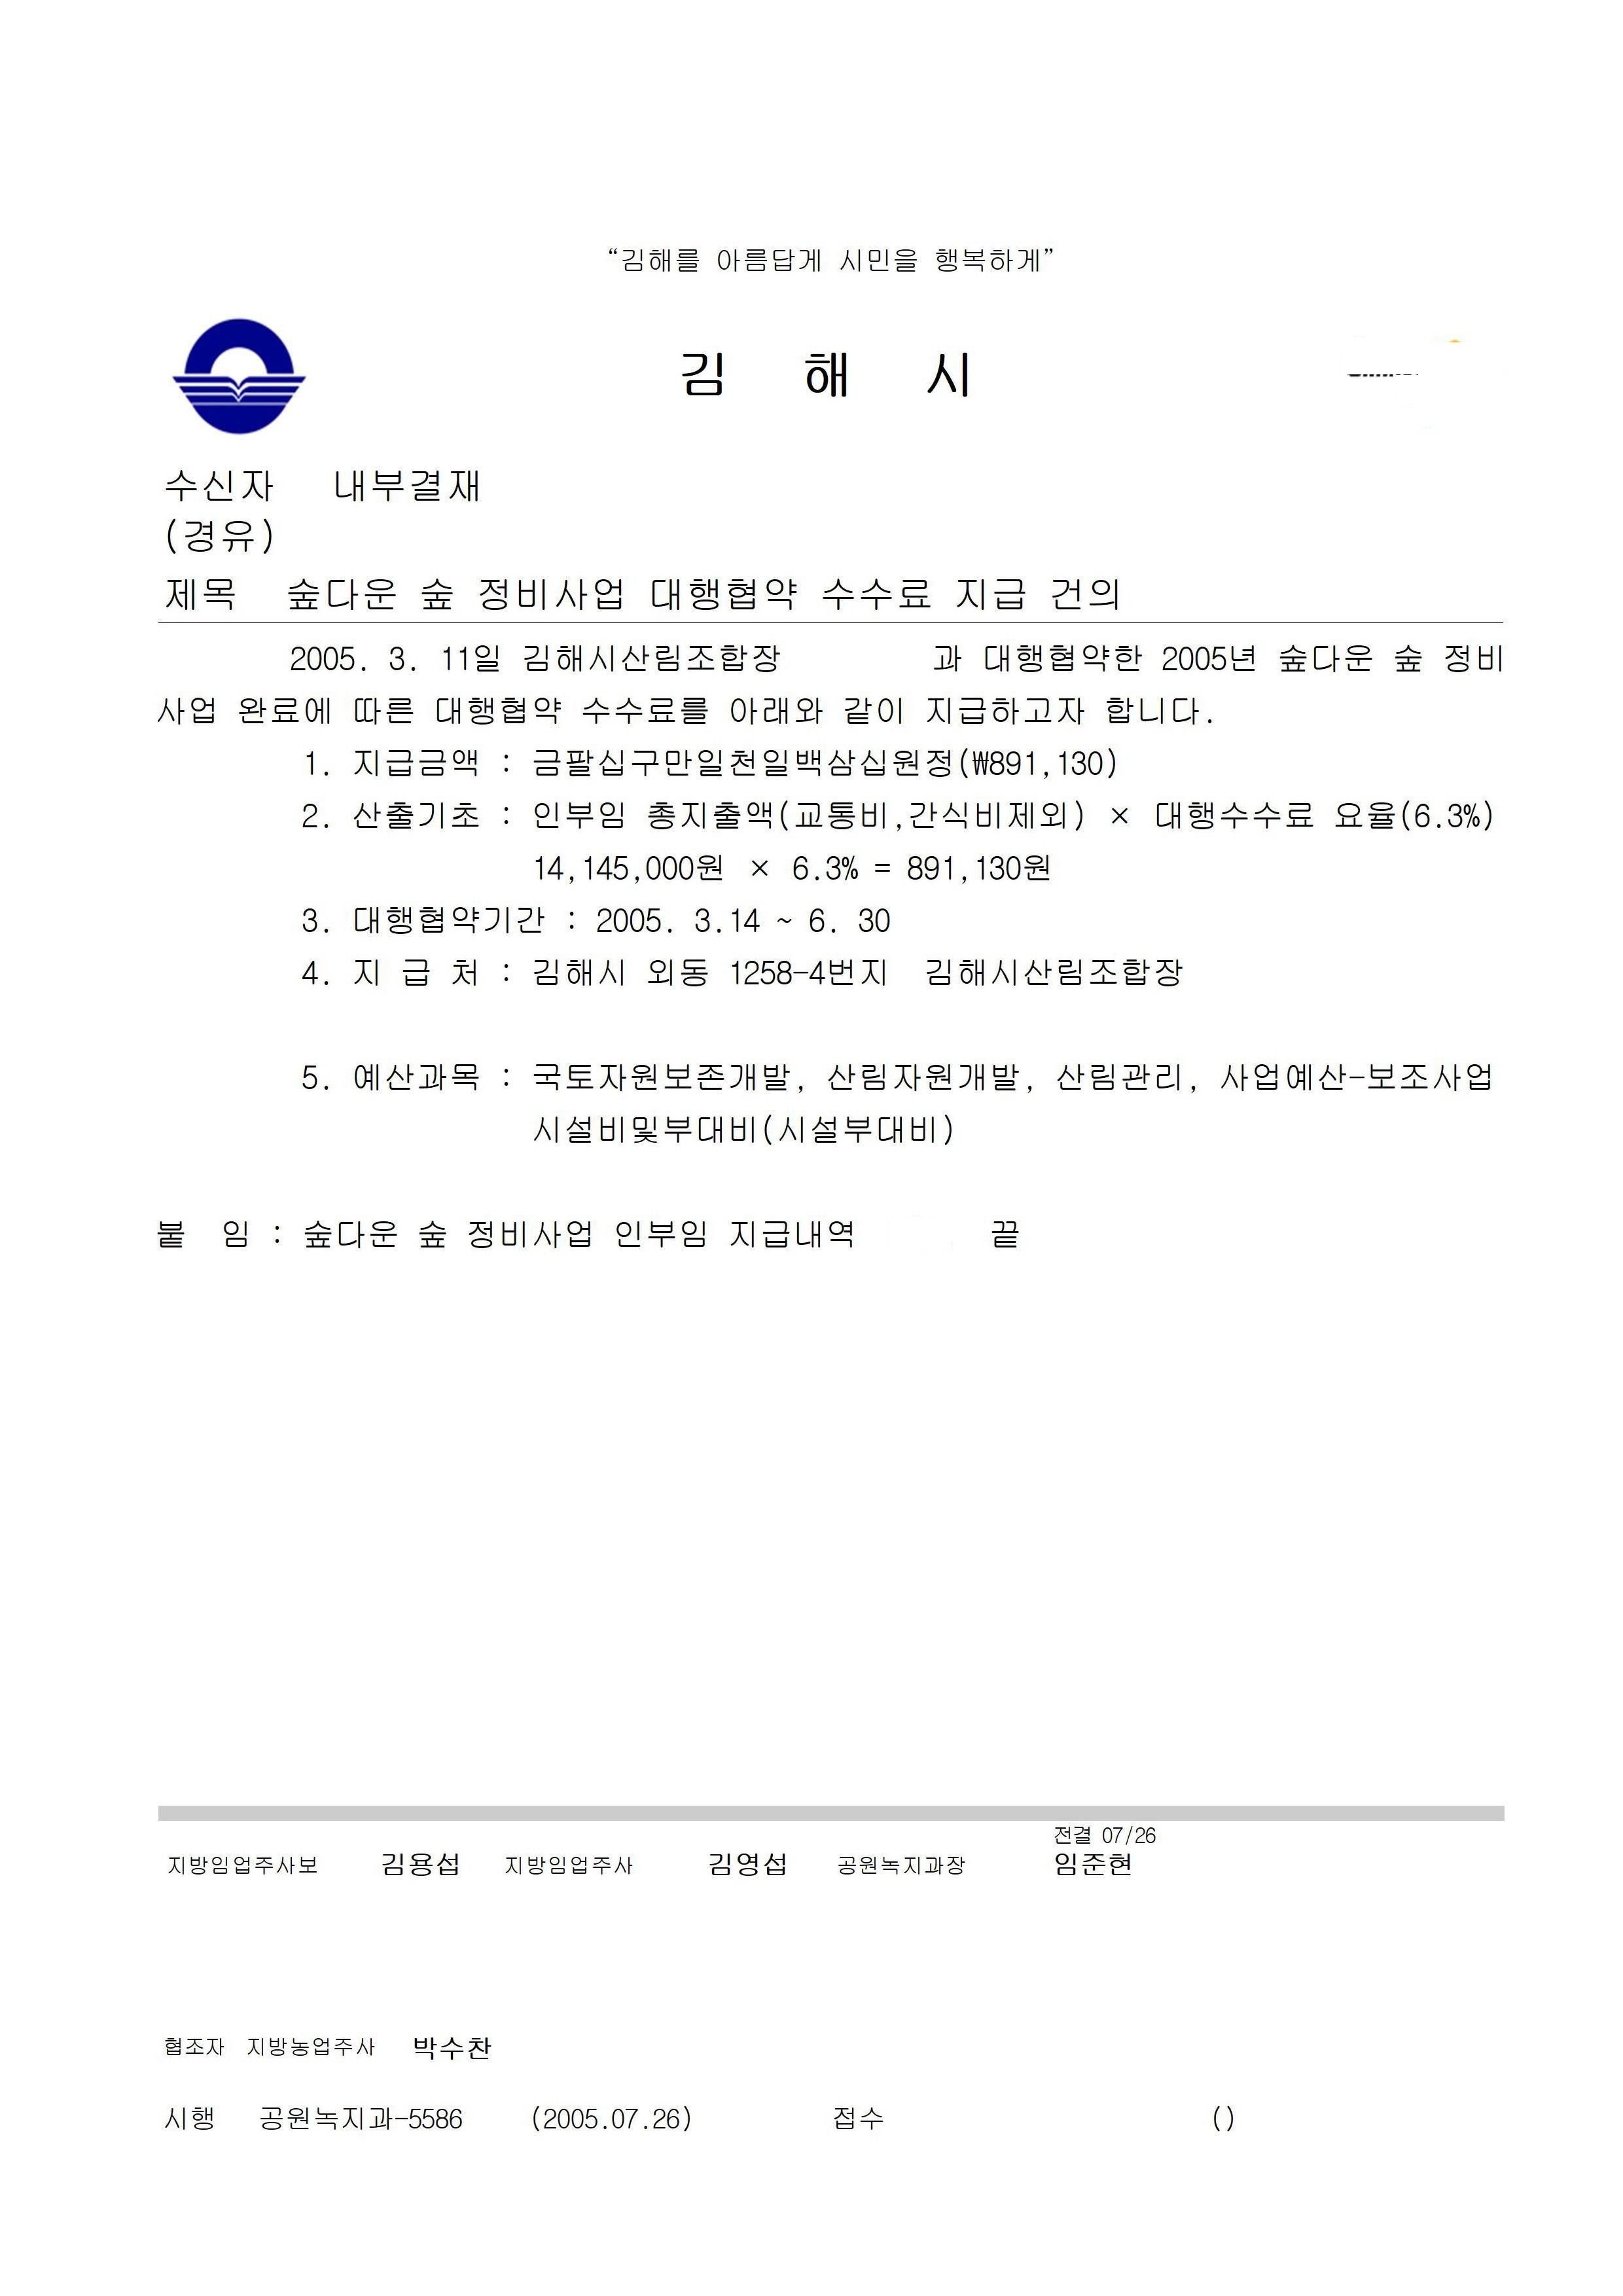 “김해를 아름답게 시민을 행복하게”
김 해 시
수신자 내부결재
(경유)
제목 숲다운 숲 정비사업 대행협약 수수료 지급 건의
2005. 3. 11일 김해시산림조합장 과 대행협약한 2005년 숲다운 숲 정비
사업 완료에 따른 대행협약 수수료를 아래와 같이 지급하고자 합니다.
1. 지급금액 : 금팔십구만일천일백삼십원정(₩891,130)
2. 산출기초 : 인부임 총지출액(교통비,간식비제외) × 대행수수료 요율(6.3%)
14,145,000원 × 6.3% = 891,130원
3. 대행협약기간 : 2005. 3.14 ~ 6. 30
4. 지 급 처 : 김해시 외동 1258-4번지 김해시산림조합장
5. 예산과목 : 국토자원보존개발, 산림자원개발, 산림관리, 사업예산-보조사업
시설비및부대비(시설부대비)
붙 임 : 숲다운 숲 정비사업 인부임 지급내역 끝
전결 07/26
지방임업주사보 김용섭 지방임업주사 김영섭 공원녹지과장 임준현
협조자 지방농업주사 박수찬
시행 공원녹지과-5586 (2005.07.26) 접수 ()